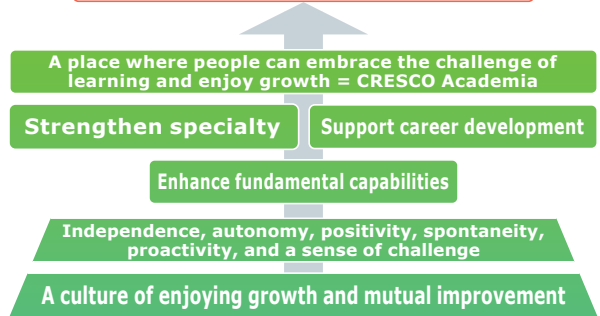 A place where people can embrace the challenge of
learning and enjoy growth = CRESCO Academia
Strengthen specialty
Support career development
Enhance fundamental capabilities
Independence, autonomy, positivity, spontaneity,
proactivity, and a sense of challenge
A culture of enjoying growth and mutual improvement